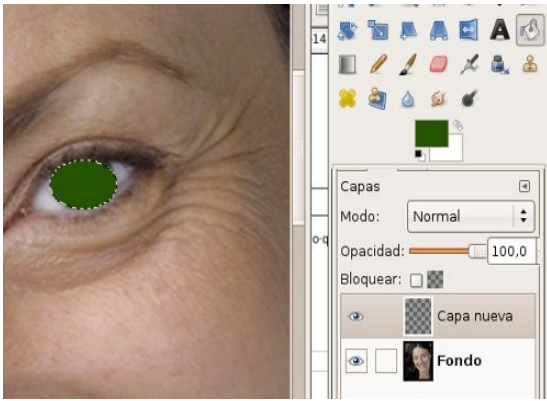 14
Capas
Modo: Normal
Opacidad: 100,0
Bloquear:
Capa nueva
Fondo